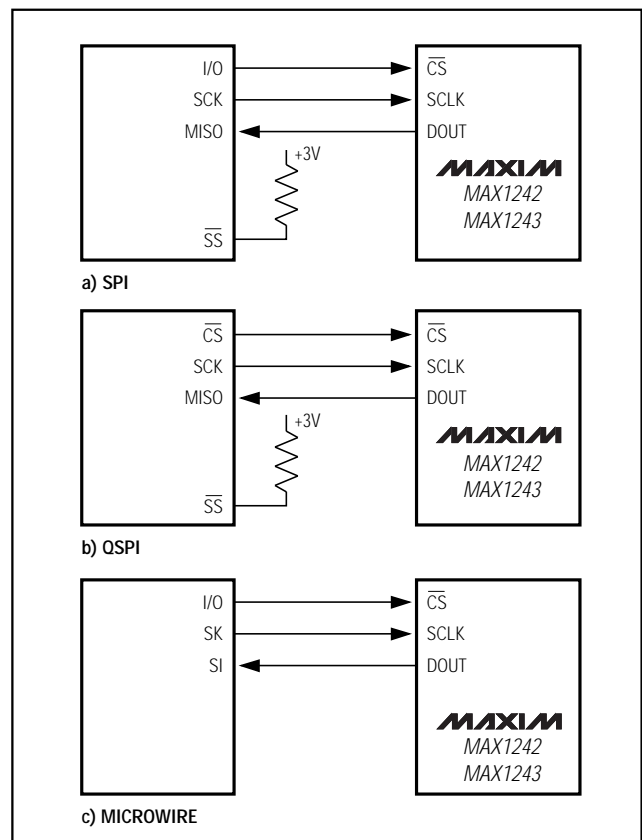 I/O CS
SCK SCLK
MISO DOUT
+3V
MAXIM
MAX1242
MAX1243
SS
a) SPI
CS CS
SCK SCLK
MISO DOUT
+3V
MAXIM
MAX1242
MAX1243
SS
b) QSPI
I/O CS
SK SCLK
SI DOUT
MAXIM
MAX1242
MAX1243
c) MICROWIRE